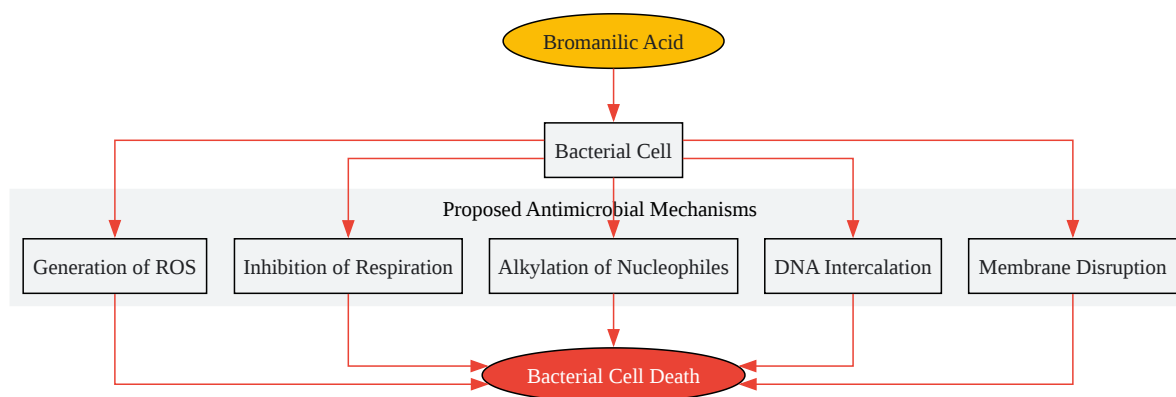 Bromanilic Acid
Bacterial Cell
Proposed Antimicrobial Mechanisms
Generation of ROS
Inhibition of Respiration
Alkylation of Nucleophiles
DNA Intercalation
Membrane Disruption
Bacterial Cell Death